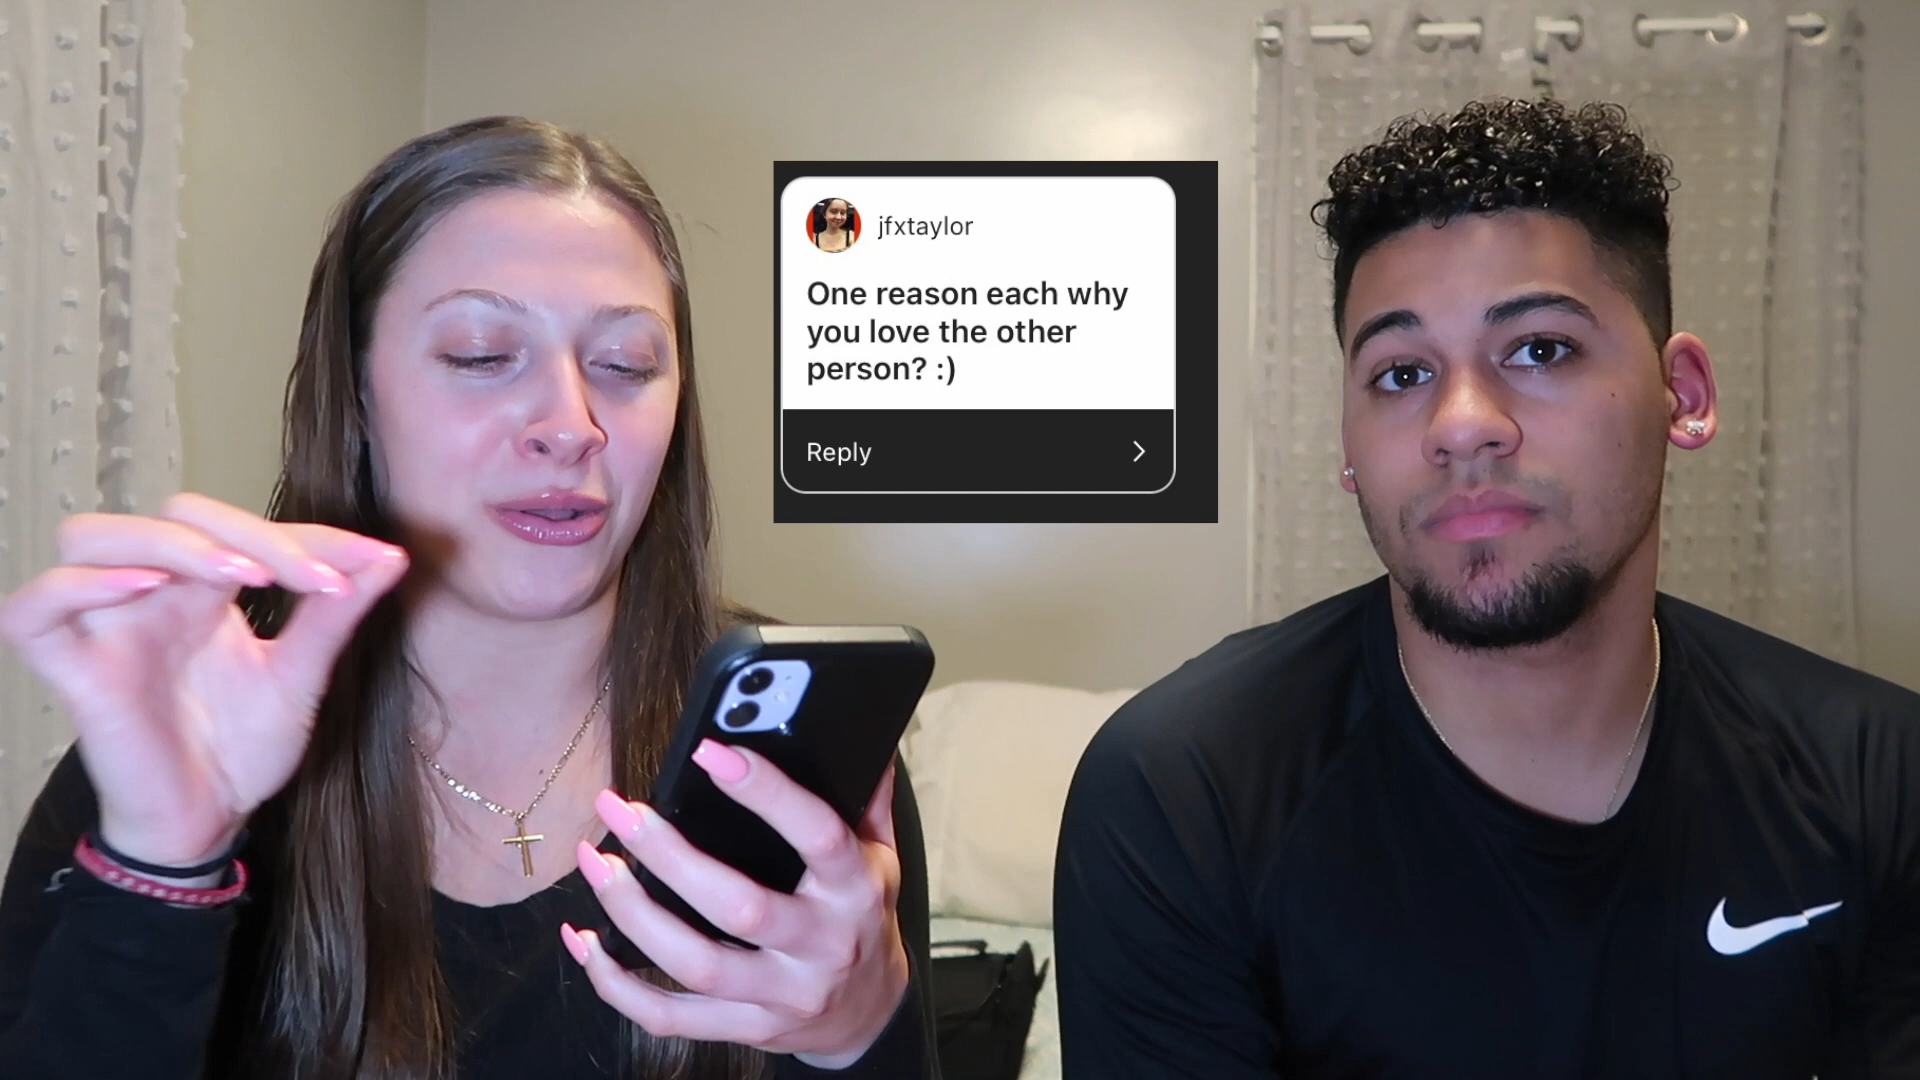 jfxtaylor
One reason each why
you love the other
person? :)
Reply